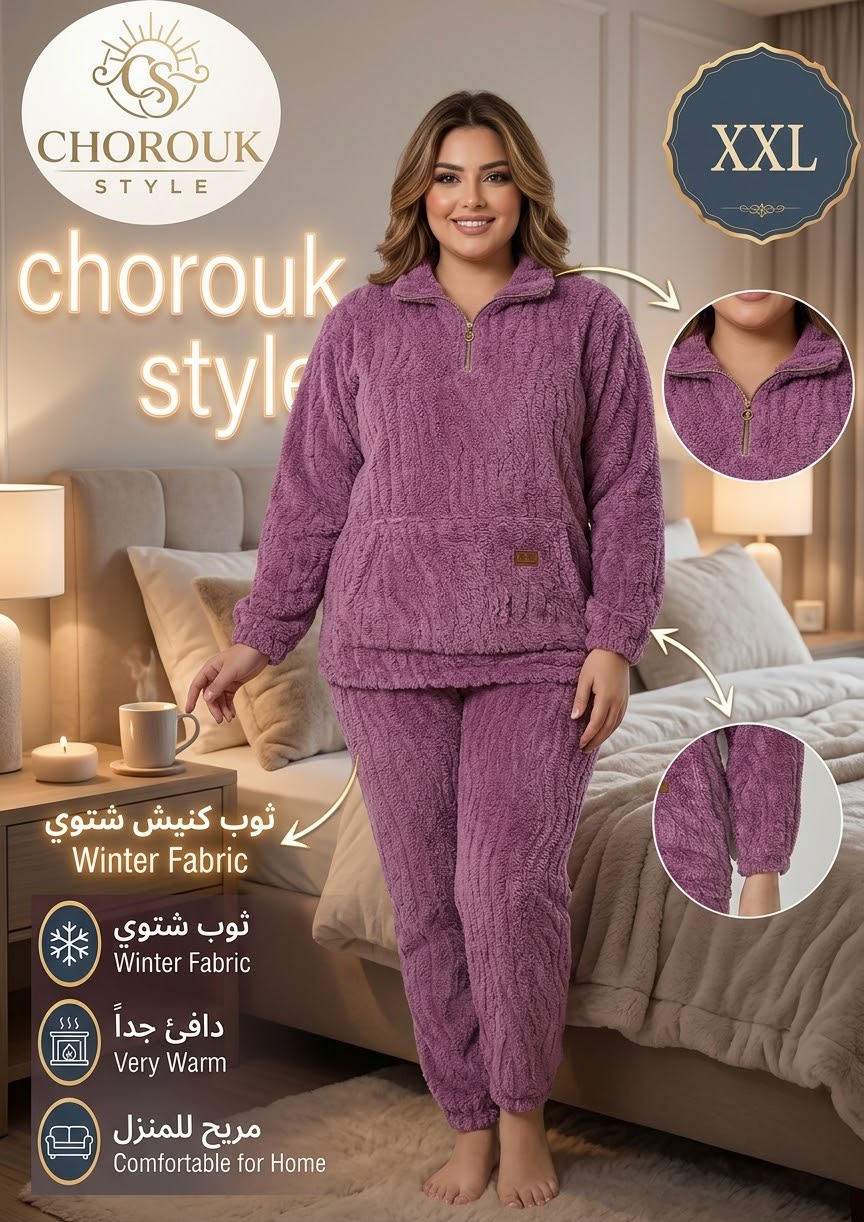 CS
CHOROUK
STYLE
XXL
chorouk
style
ثوب كنيش شتوي
Winter Fabric
ثوب شتوي
Winter Fabric
دافئ جداً
Very Warm
مريح للمنزل
Comfortable for Home